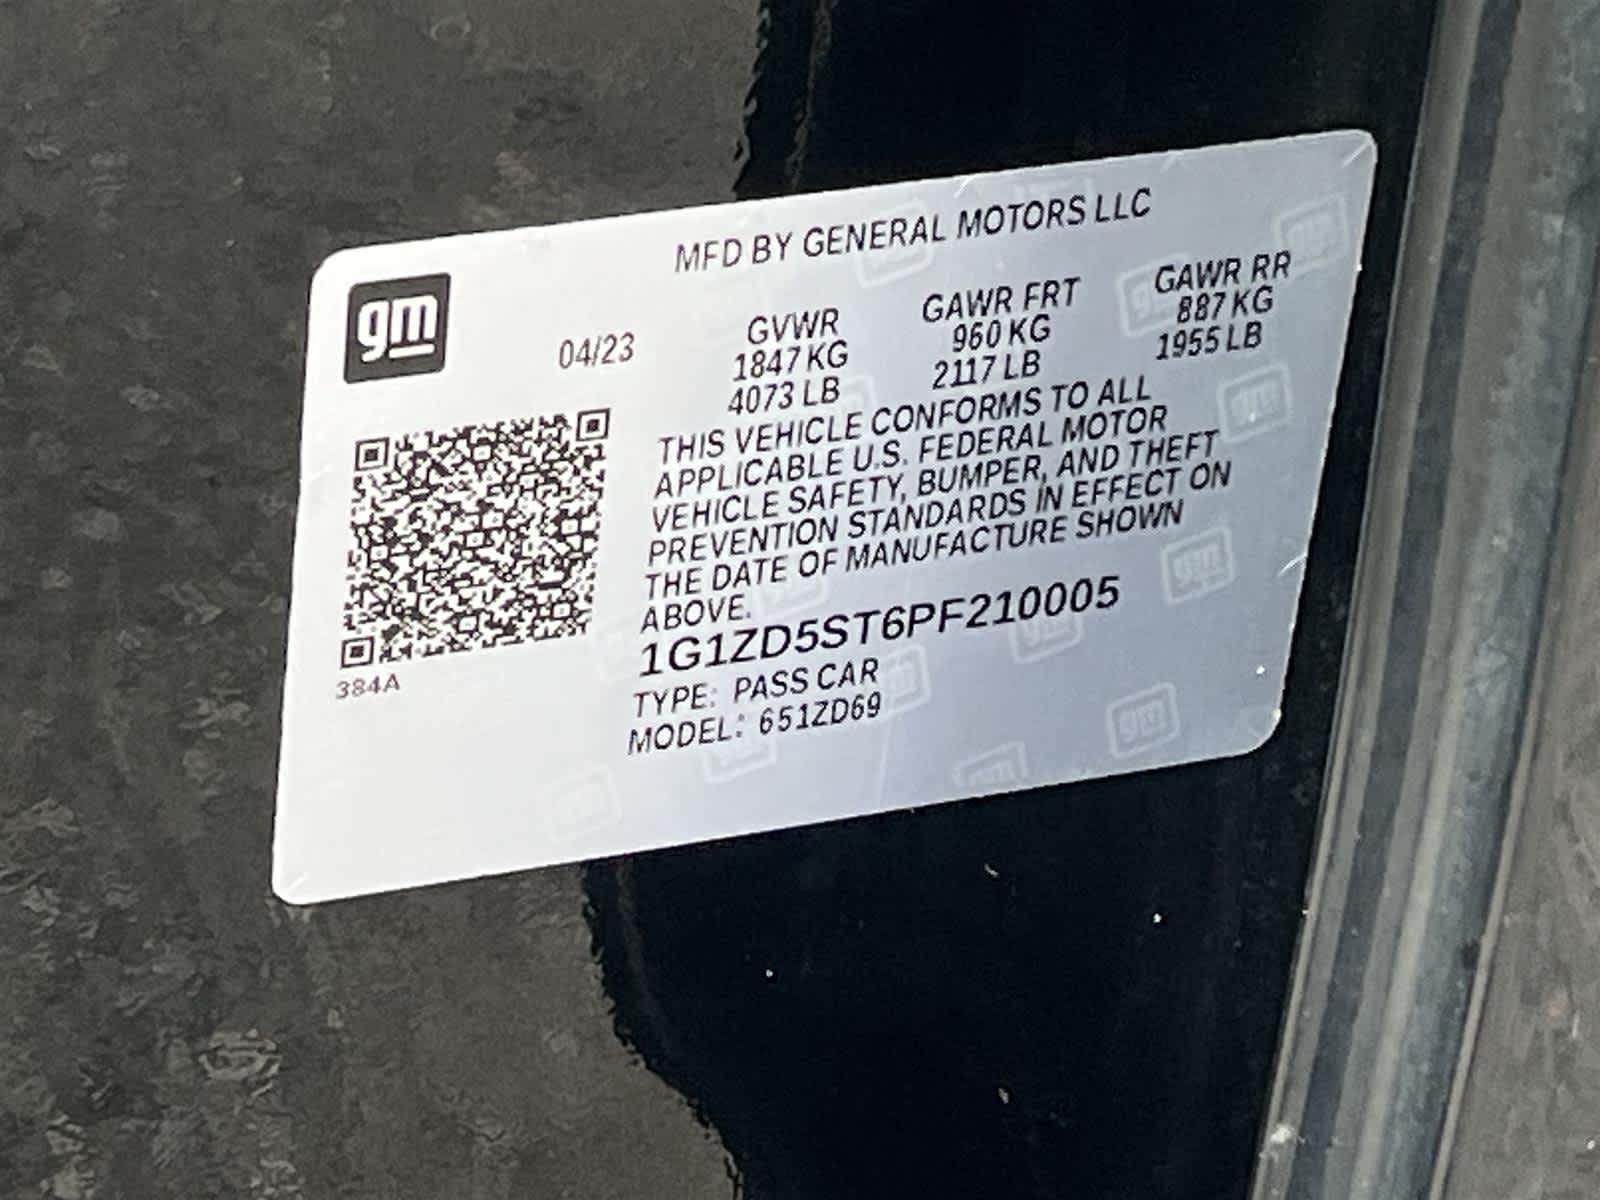 MFD BY GENERAL MOTORS LLC
gm
04/23
GVWR
1847 KG
4073 LB
GAWR FRT
960 KG
2117 LB
GAWR RR
887 KG
1955 LB
THIS VEHICLE CONFORMS TO ALL
APPLICABLE U.S. FEDERAL MOTOR
VEHICLE SAFETY, BUMPER, AND THEFT
PREVENTION STANDARDS IN EFFECT ON
THE DATE OF MANUFACTURE SHOWN
ABOVE.
1G1ZD5ST6PF210005
TYPE: PASS CAR
MODEL: 651ZD69
384A